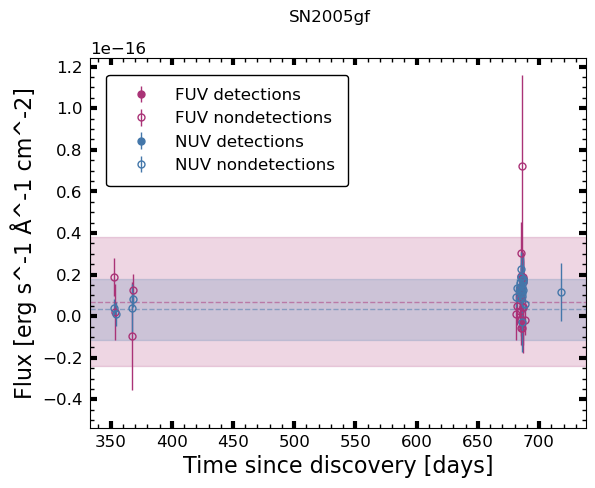 SN2005gf
1e−16
1.2
1.0
0.8
0.6
0.4
0.2
0.0
−0.2
−0.4
Flux [erg s^-1 Å^-1 cm^-2]
FUV detections
FUV nondetections
NUV detections
NUV nondetections
350 400 450 500 550 600 650 700
Time since discovery [days]